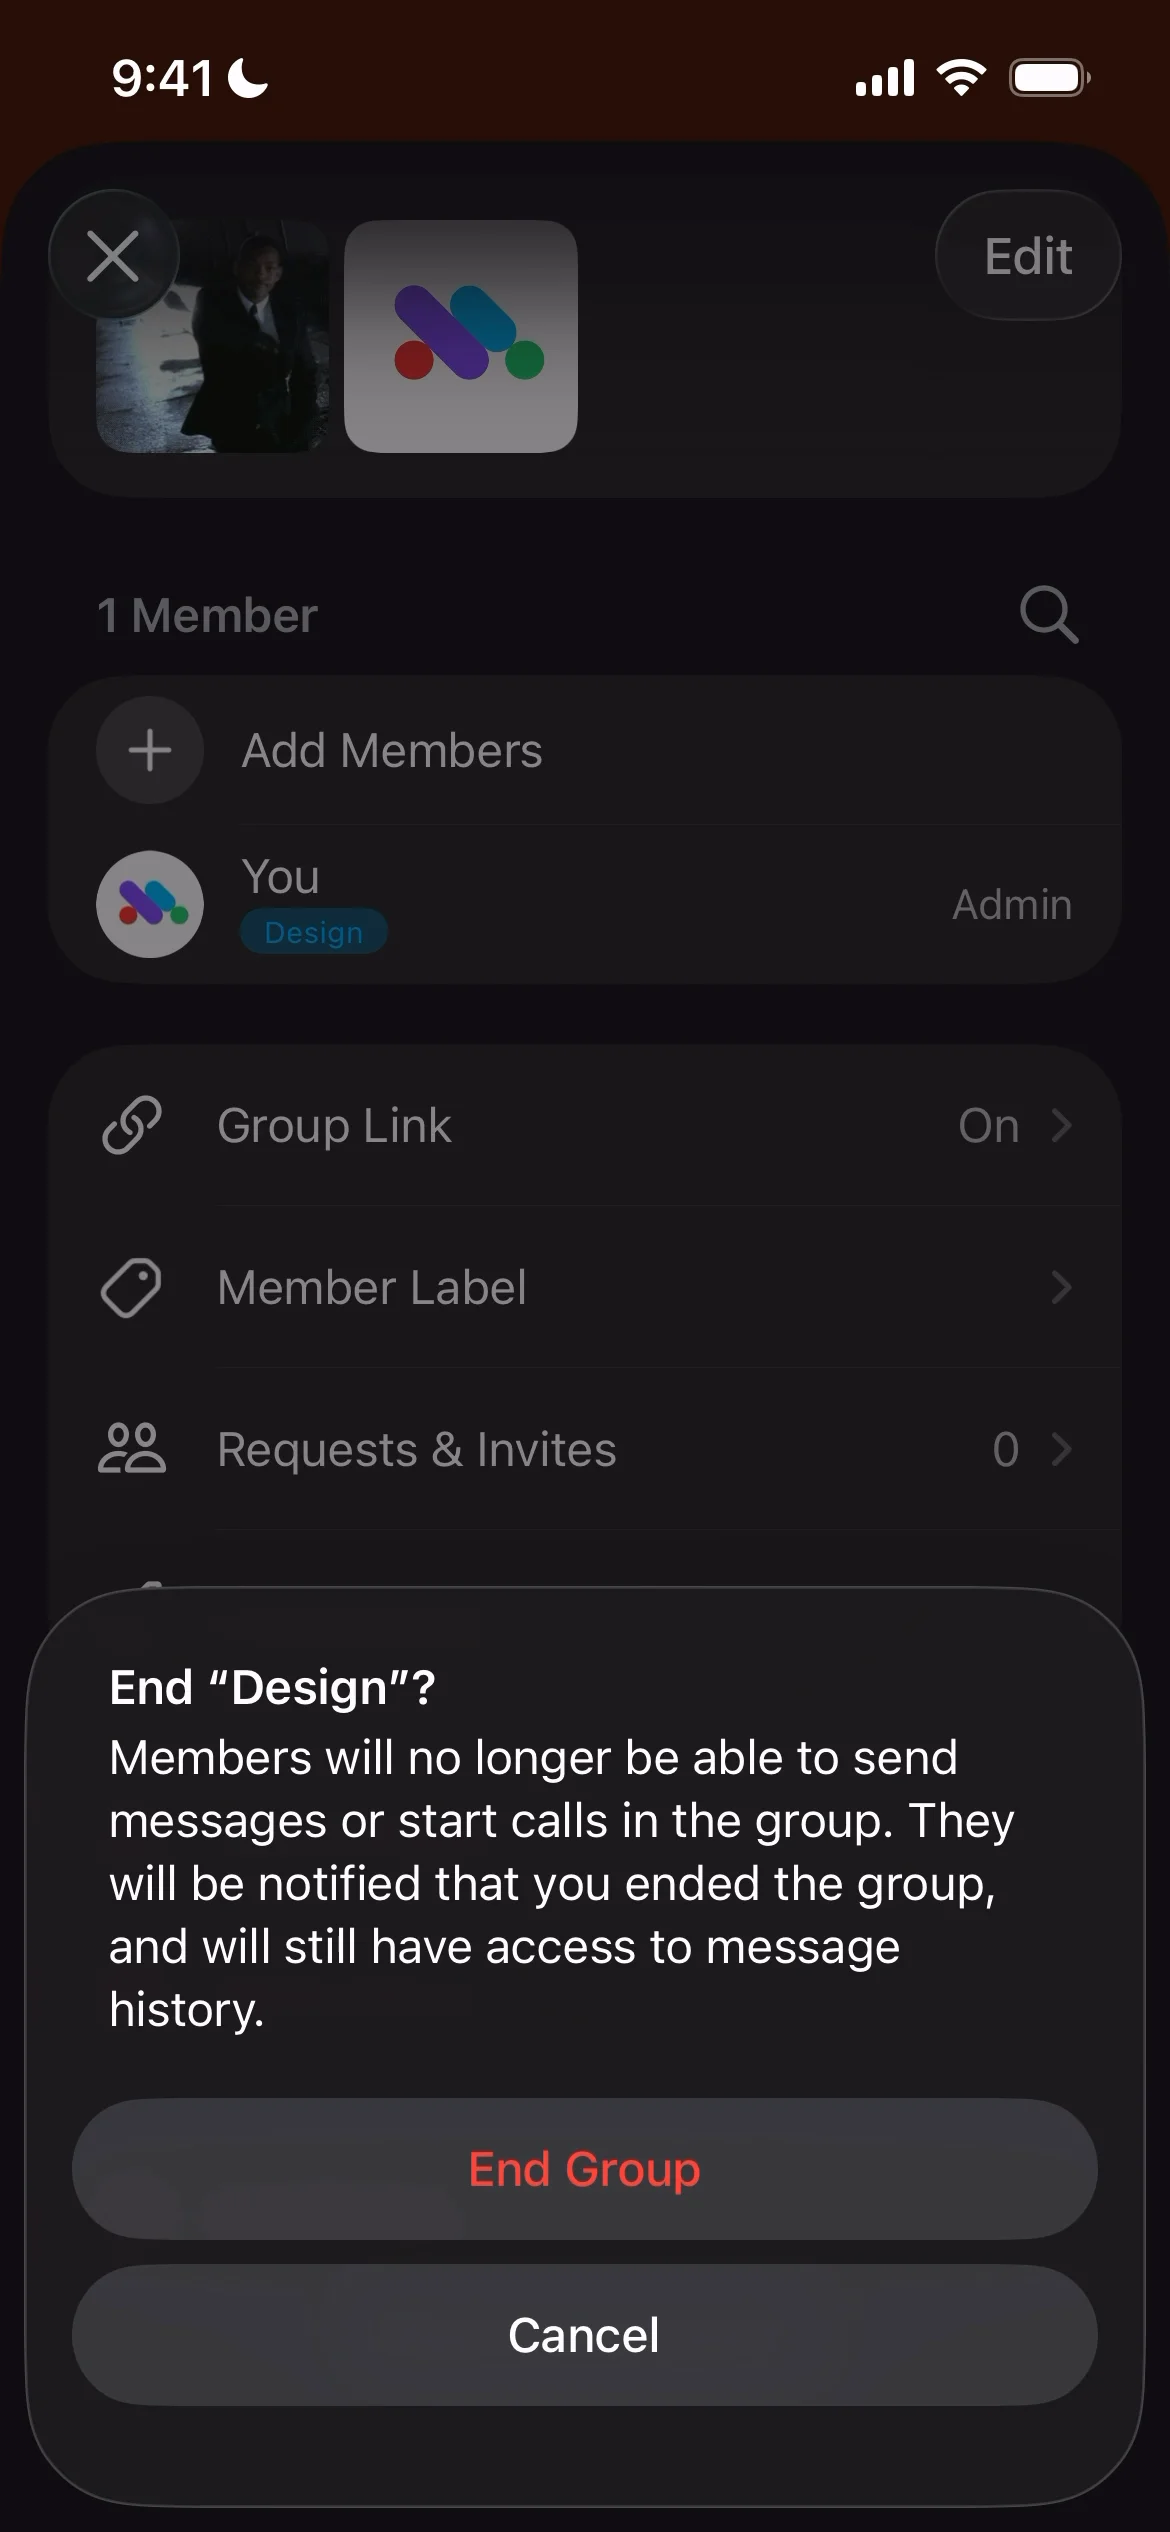 9:41
Edit
1 Member
Add Members
You
Design
Admin
Group Link
On
Member Label
Requests & Invites
0
End “Design”?
Members will no longer be able to send
messages or start calls in the group. They
will be notified that you ended the group,
and will still have access to message
history.
End Group
Cancel